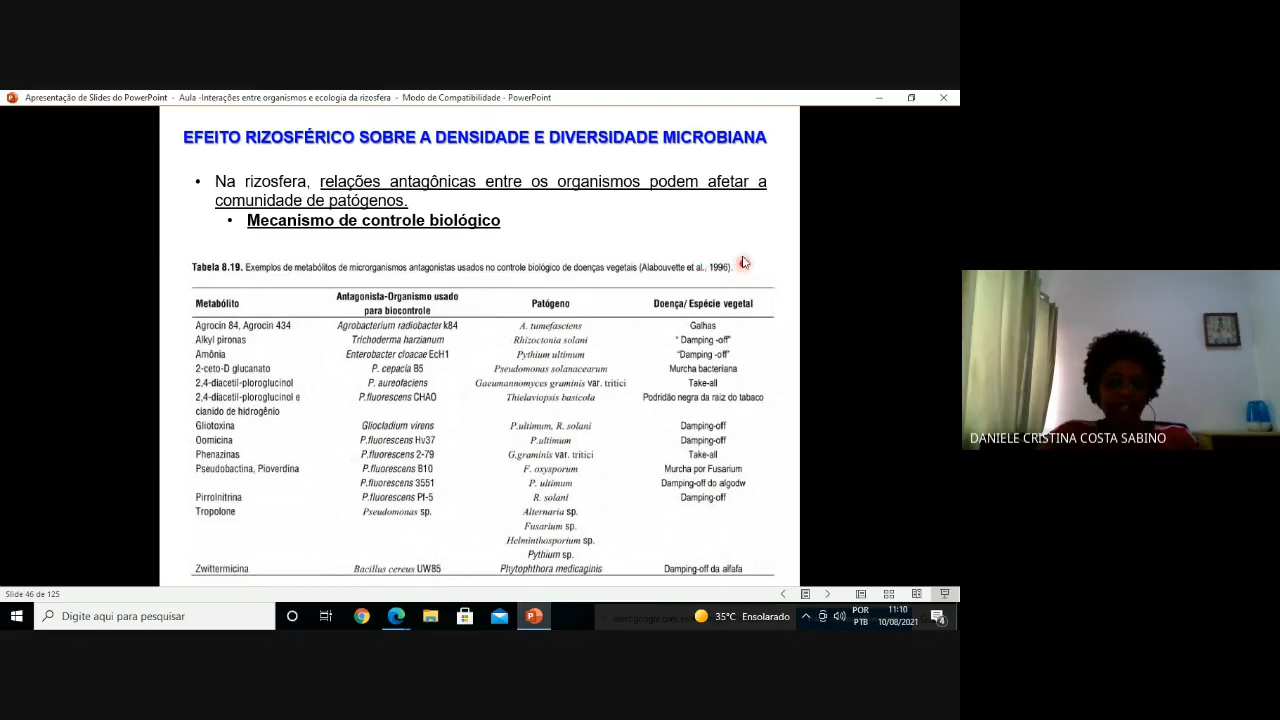 Apresentação de Slides do PowerPoint - Aula -Interações entre organismos e ecologia da rizosfera - Modo de Compatibilidade - PowerPoint
EFEITO RIZOSFÉRICO SOBRE A DENSIDADE E DIVERSIDADE MICROBIANA
• Na rizosfera, relações antagônicas entre os organismos podem afetar a
comunidade de patógenos.
• Mecanismo de controle biológico
Tabela 8.19. Exemplos de metabólitos de microrganismos antagonistas usados no controle biológico de doenças vegetais (Alabouvette et al., 1996).
Metabólito Antagonista-Organismo usado para biocontrole Patógeno Doença/ Espécie vegetal
Agrocin 84, Agrocin 434 Agrobacterium radiobacter k84 A. tumefasciens Galhas
Alkyl pironas Trichoderma harzianum Rhizoctonia solani " Damping -off"
Amônia Enterobacter cloacae EcH1 Pythium ultimum "Damping -off"
2-ceto-D glucanato P. cepacia B5 Pseudomonas solanacearum Murcha bacteriana
2,4-diacetil-ploroglucinol P. aureofaciens Gaeumannomyces graminis var. tritici Take-all
2,4-diacetil-ploroglucinol e P.fluorescens CHAO Thielaviopsis basicola Podridão negra da raiz do tabaco
cianido de hidrogênio
Gliotoxina Gliocladium virens P.ultimum, R. solani Damping-off
Oomicina P.fluorescens Hv37 P.ultimum Damping-off
Phenazinas P.fluorescens 2-79 G.graminis var. tritici Take-all
Pseudobactina, Pioverdina P.fluorescens B10 F. oxysporum Murcha por Fusarium
P.fluorescens 3551 P. ultimum Damping-off do algodw
Pirrolnitrina P.fluorescens Pf-5 R. solani Damping-off
Tropolone Pseudomonas sp. Alternaria sp.
Fusarium sp.
Helminthosporium sp.
Pythium sp.
Zwittermicina Bacillus cereus UW85 Phytophthora medicaginis Damping-off da alfafa
DANIELE CRISTINA COSTA SABINO
Slide 46 de 125
Digite aqui para pesquisar
35°C Ensolarado
POR
PTB
11:10
10/08/2021
4